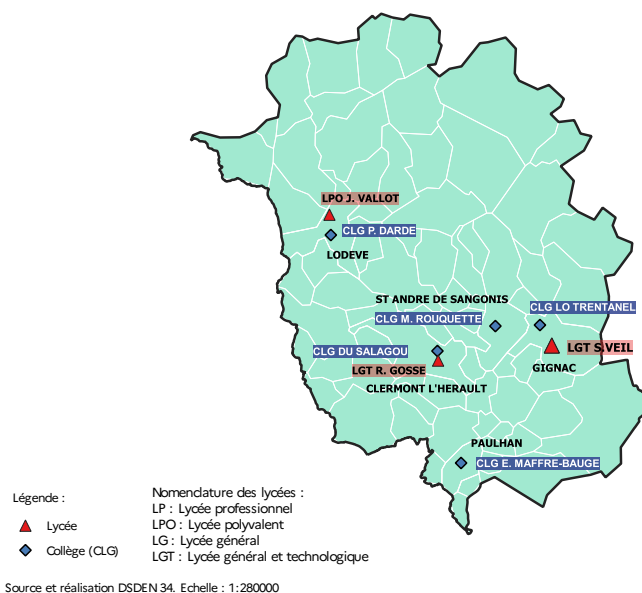 LPO J. VALLOT
CLG P. DARDE
LODEVE
ST ANDRE DE SANGONIS
CLG LO TRENTANEL
CLG M. ROUQUETTE
CLG DU SALAGOU
LGT S.VEIL
LGT R. GOSSE
GIGNAC
CLERMONT L'HERAULT
PAULHAN
CLG E. MAFFRE-BAUGE
Légende :
Lycée
Collège (CLG)
Nomenclature des lycées :
LP : Lycée professionnel
LPO : Lycée polyvalent
LG : Lycée général
LGT : Lycée général et technologique
Source et réalisation DSDEN 34. Echelle : 1:280000